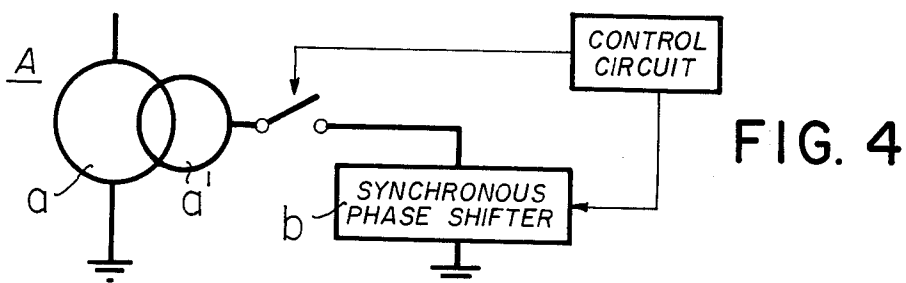 A
CONTROL
CIRCUIT
FIG. 4
a
a'
b
SYNCHRONOUS
PHASE SHIFTER